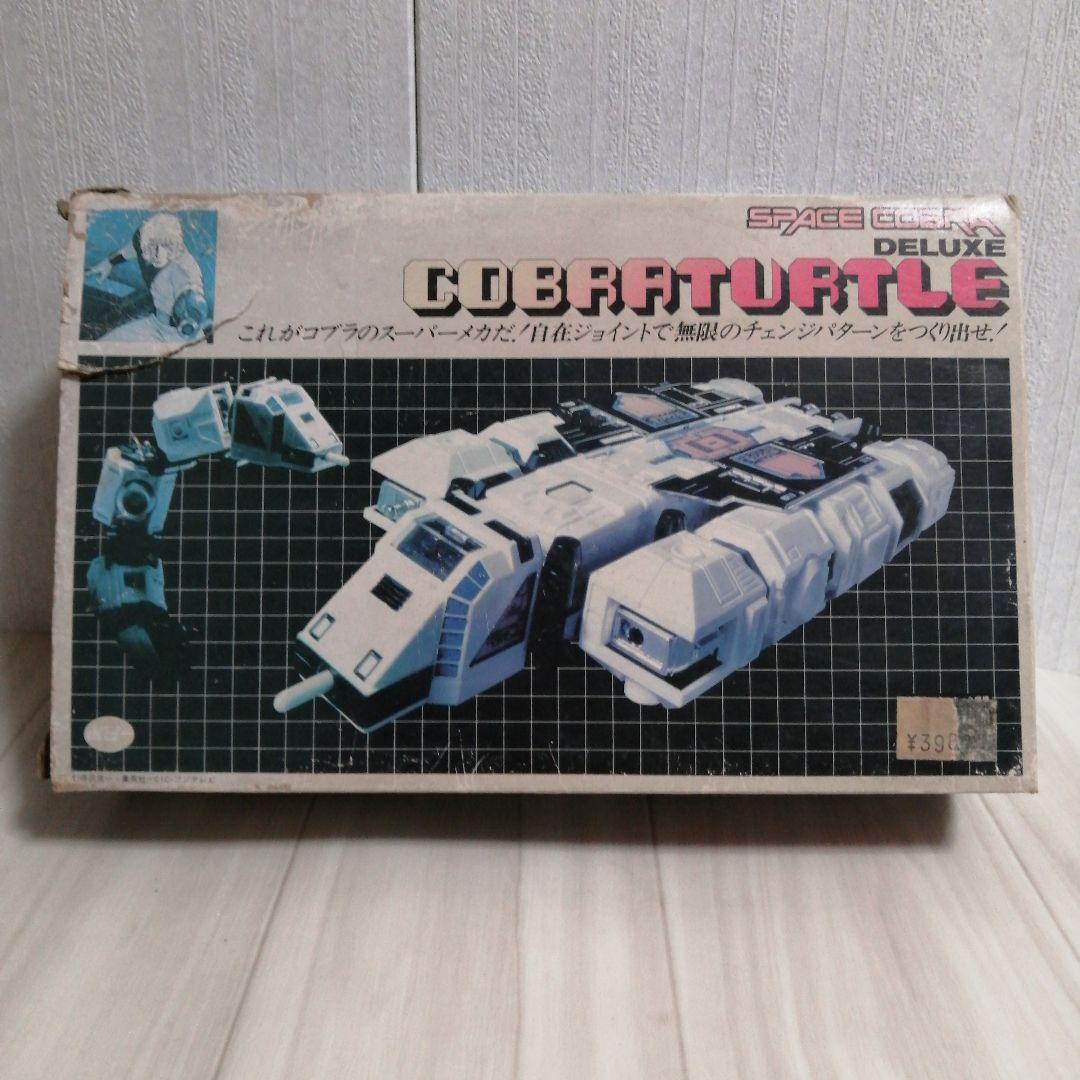 SPACE COBRA
DELUXE
COBRATURTLE
これがコブラのスーパーメカだ!自在ジョイントで無限のチェンジパターンをつくり出せ!
¥390